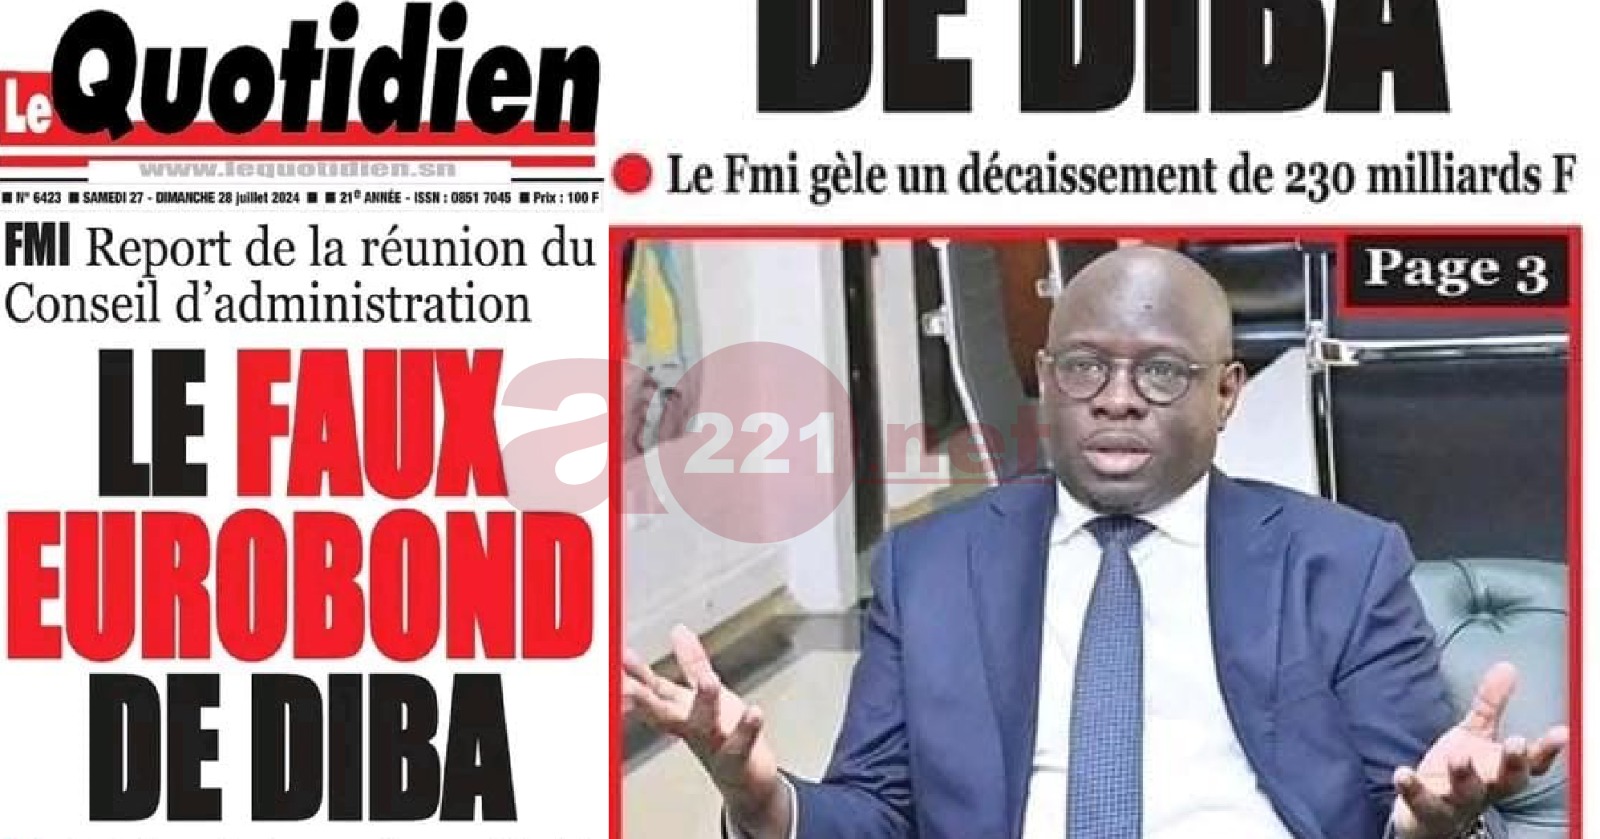 Le Quotidien
www.lequotidien.sn
■ N° 6423 ■ SAMEDI 27 - DIMANCHE 28 juillet 2024 ■ ■ 21e ANNÉE - ISSN : 0851 7045 ■ Prix : 100 F
FMI Report de la réunion du
Conseil d’administration
LE FAUX
EUROBOND
DE DIBA
DE DIBA
Le Fmi gèle un décaissement de 230 milliards F
Page 3
a221.net